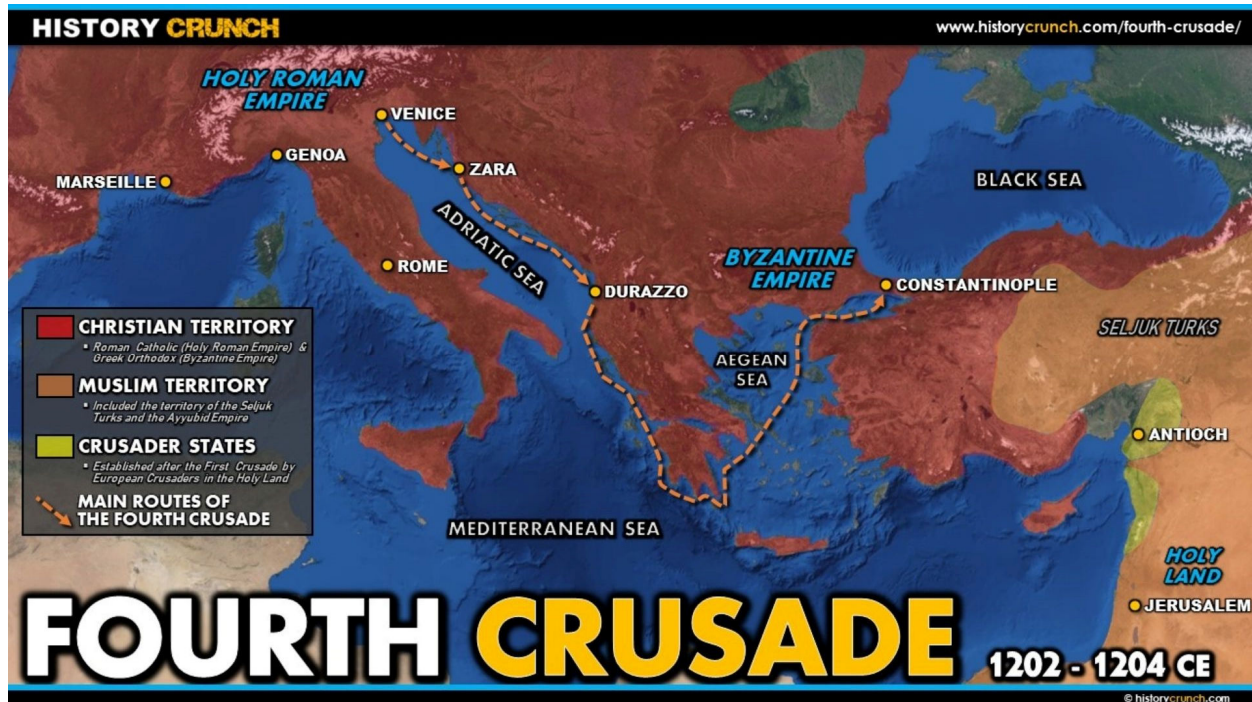 HISTORY CRUNCH
www.historycrunch.com/fourth-crusade/
HOLY ROMAN
EMPIRE
VENICE
GENOA
MARSEILLE
ZARA
ADRIATIC SEA
ROME
DURAZZO
BLACK SEA
BYZANTINE
EMPIRE
CONSTANTINOPLE
SELJUK TURKS
AEGEAN
SEA
ANTIOCH
MEDITERRANEAN SEA
HOLY
LAND
JERUSALEM
CHRISTIAN TERRITORY
▪ Roman Catholic (Holy Roman Empire) &
Greek Orthodox (Byzantine Empire)
MUSLIM TERRITORY
▪ Included the territory of the Seljuk
Turks and the Ayyubid Empire
CRUSADER STATES
▪ Established after the First Crusade by
European Crusaders in the Holy Land
MAIN ROUTES OF
THE FOURTH CRUSADE
FOURTH CRUSADE
1202 - 1204 CE
© historycrunch.com